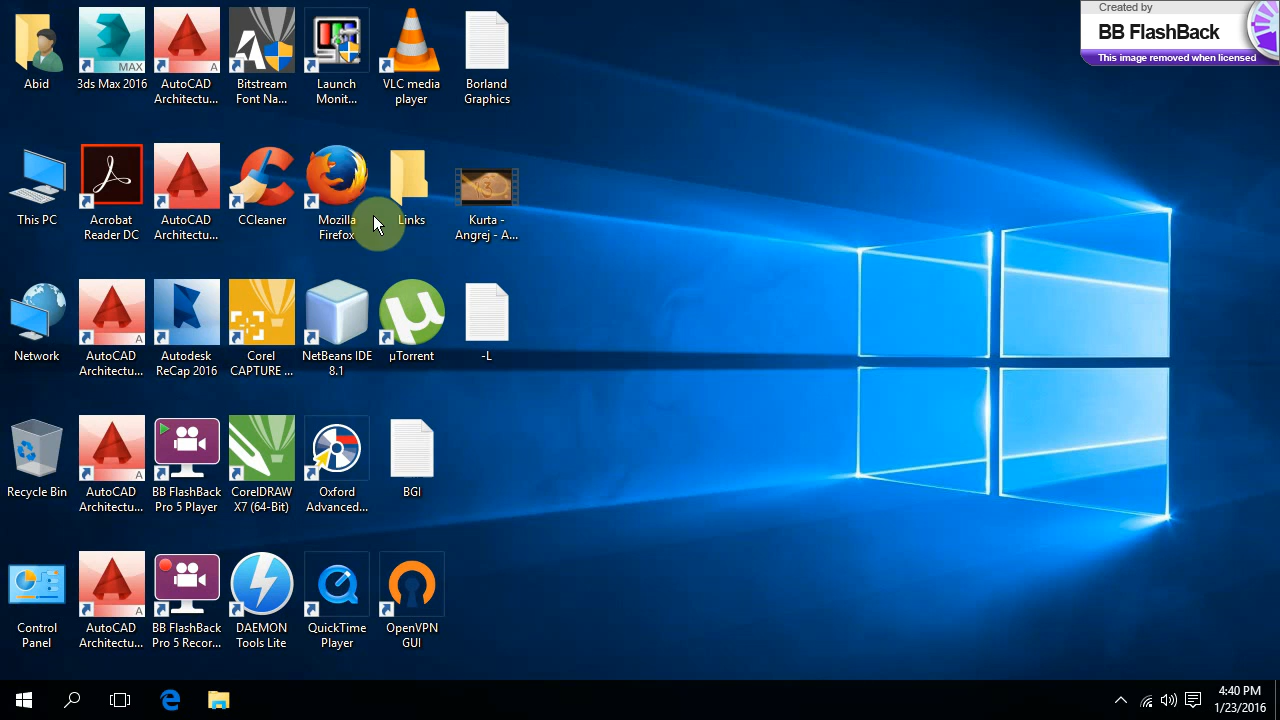 Created by
BB FlashBack
This image removed when licensed
Abid
3ds Max 2016
MAX
AutoCAD
Architectu...
A
Bitstream
Font Na...
Launch
Monit...
VLC media
player
Borland
Graphics
This PC
Acrobat
Reader DC
AutoCAD
Architectu...
CCleaner
Mozilla
Firefox
Links
Kurta -
Angrej - A...
Network
AutoCAD
Architectu...
A
Autodesk
ReCap 2016
Corel
CAPTURE ...
NetBeans IDE
8.1
µTorrent
-L
Recycle Bin
AutoCAD
Architectu...
A
BB FlashBack
Pro 5 Player
CorelDRAW
X7 (64-Bit)
Oxford
Advanced...
BGI
Control
Panel
AutoCAD
Architectu...
A
BB FlashBack
Pro 5 Recor...
DAEMON
Tools Lite
QuickTime
Player
OpenVPN
GUI
4:40 PM
1/23/2016